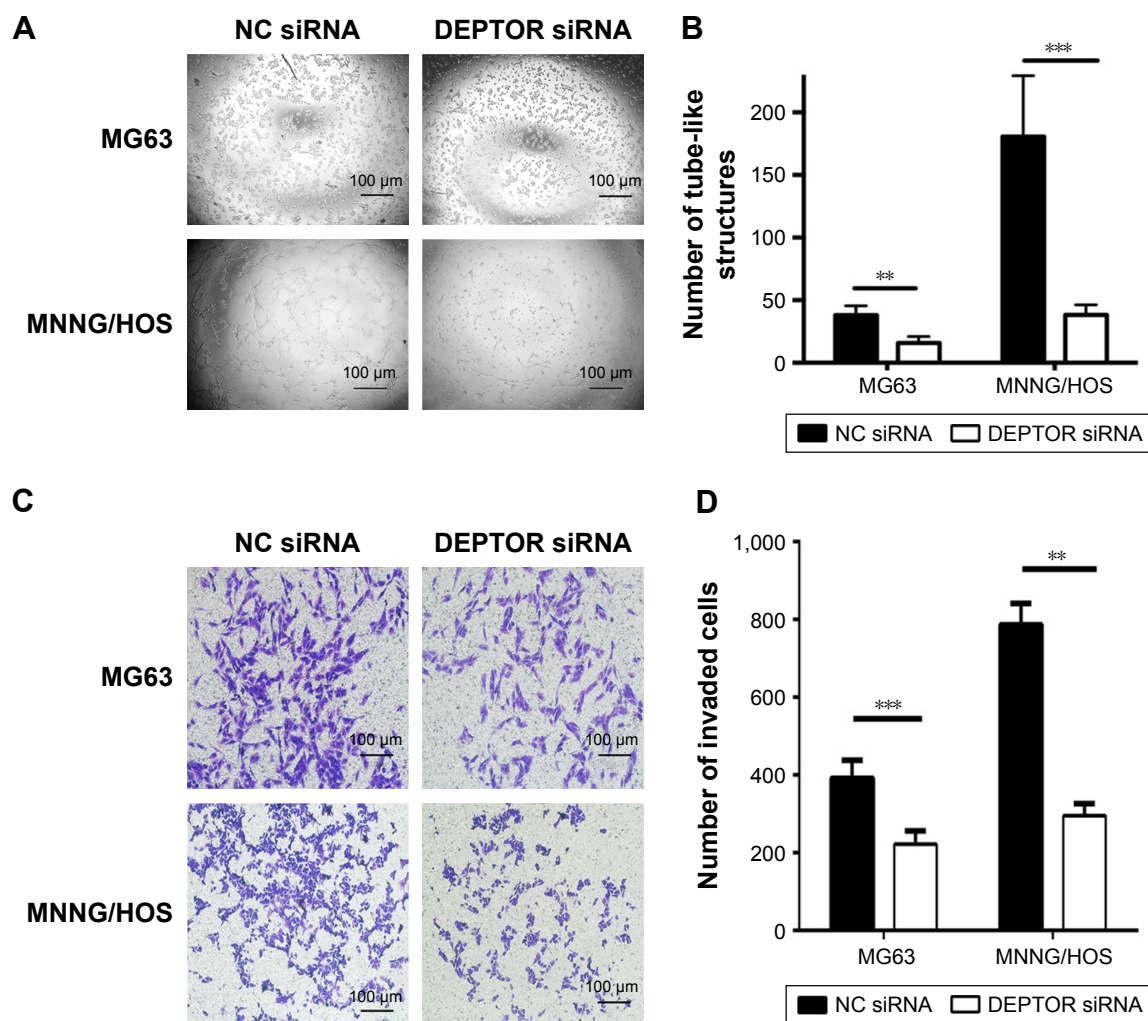 A
NC siRNA DEPTOR siRNA
MG63
100 µm 100 µm
MNNG/HOS
100 µm 100 µm
B
Number of tube-like
structures
200
150
100
50
0
** ***
MG63 MNNG/HOS
NC siRNA DEPTOR siRNA
C
NC siRNA DEPTOR siRNA
MG63
100 µm 100 µm
MNNG/HOS
100 µm 100 µm
D
Number of invaded cells
1,000
800
600
400
200
0
*** **
MG63 MNNG/HOS
NC siRNA DEPTOR siRNA